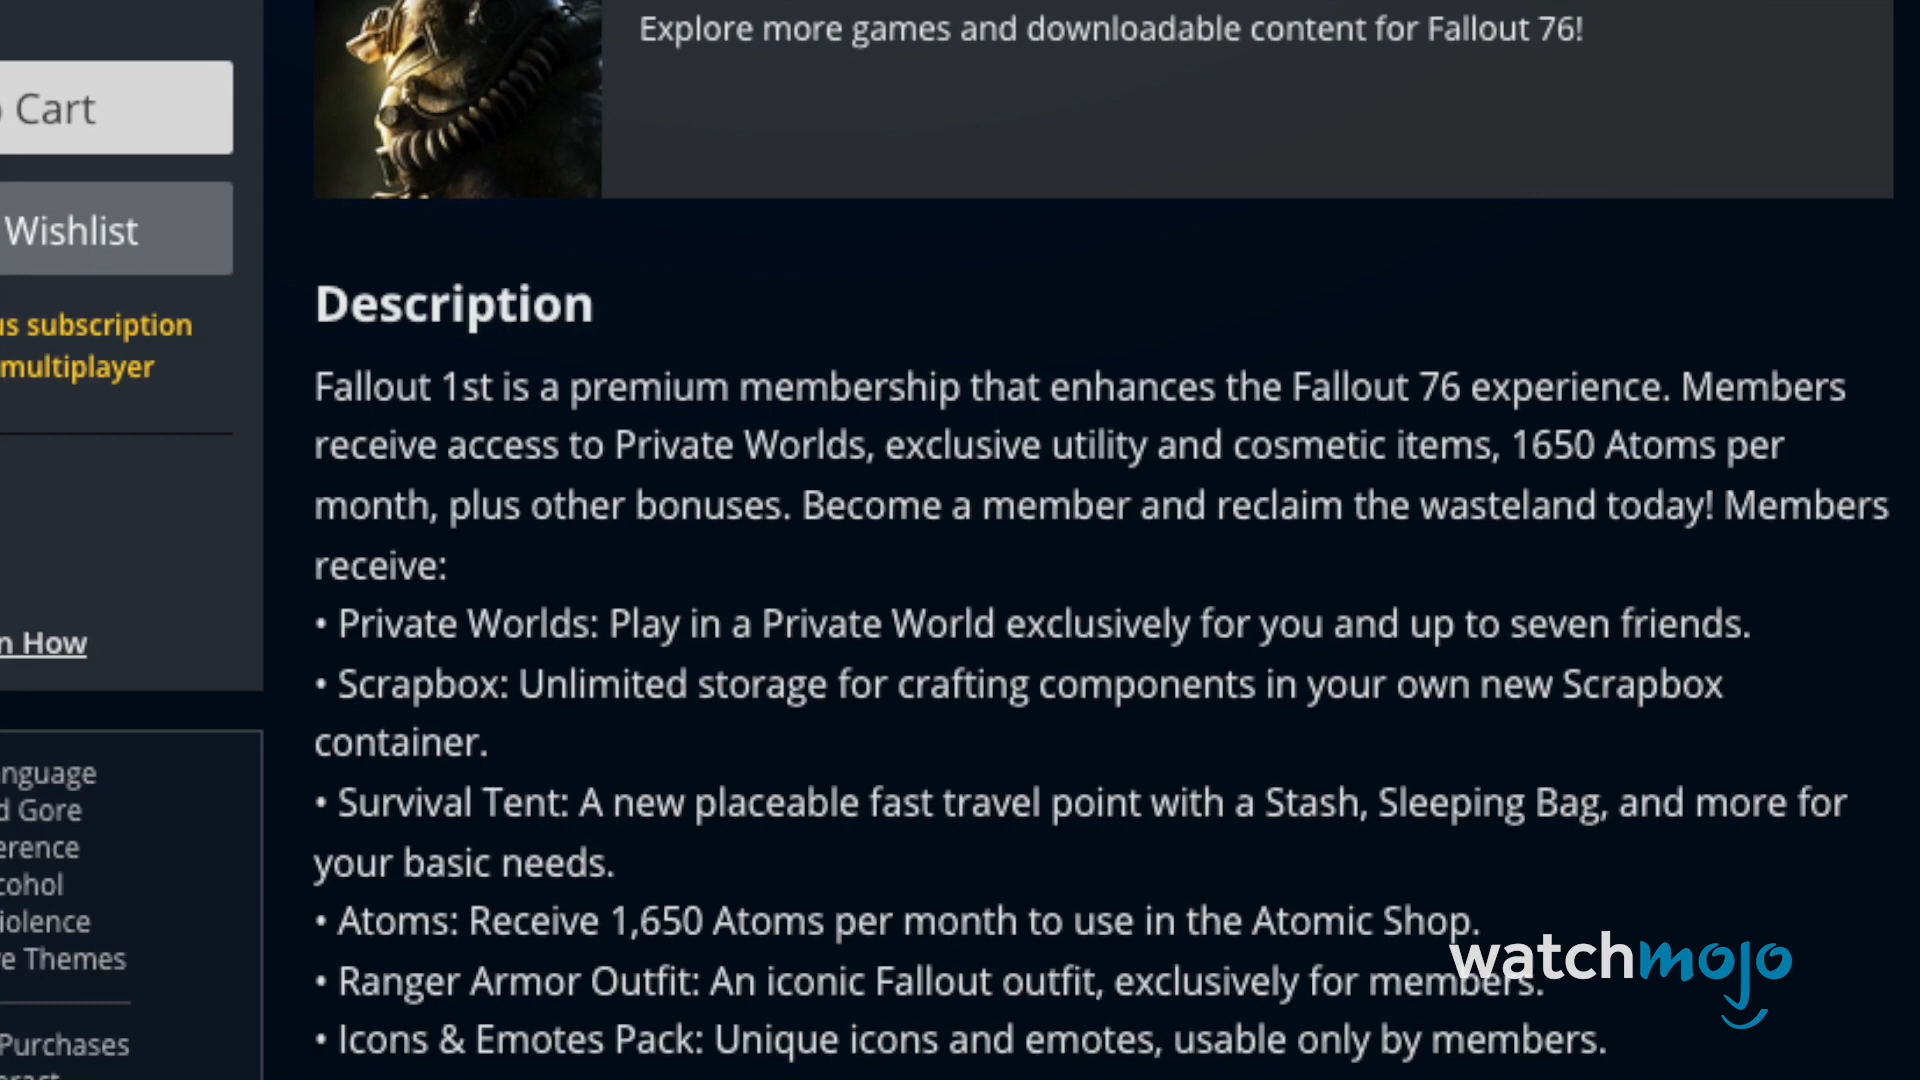 Explore more games and downloadable content for Fallout 76!
Cart
Wishlist
subscription
multiplayer
How
Gore
Themes
Purchases
Description
Fallout 1st is a premium membership that enhances the Fallout 76 experience. Members
receive access to Private Worlds, exclusive utility and cosmetic items, 1650 Atoms per
month, plus other bonuses. Become a member and reclaim the wasteland today! Members
receive:
• Private Worlds: Play in a Private World exclusively for you and up to seven friends.
• Scrapbox: Unlimited storage for crafting components in your own new Scrapbox
container.
• Survival Tent: A new placeable fast travel point with a Stash, Sleeping Bag, and more for
your basic needs.
• Atoms: Receive 1,650 Atoms per month to use in the Atomic Shop.
• Ranger Armor Outfit: An iconic Fallout outfit, exclusively for members.
• Icons & Emotes Pack: Unique icons and emotes, usable only by members.
watchmojo